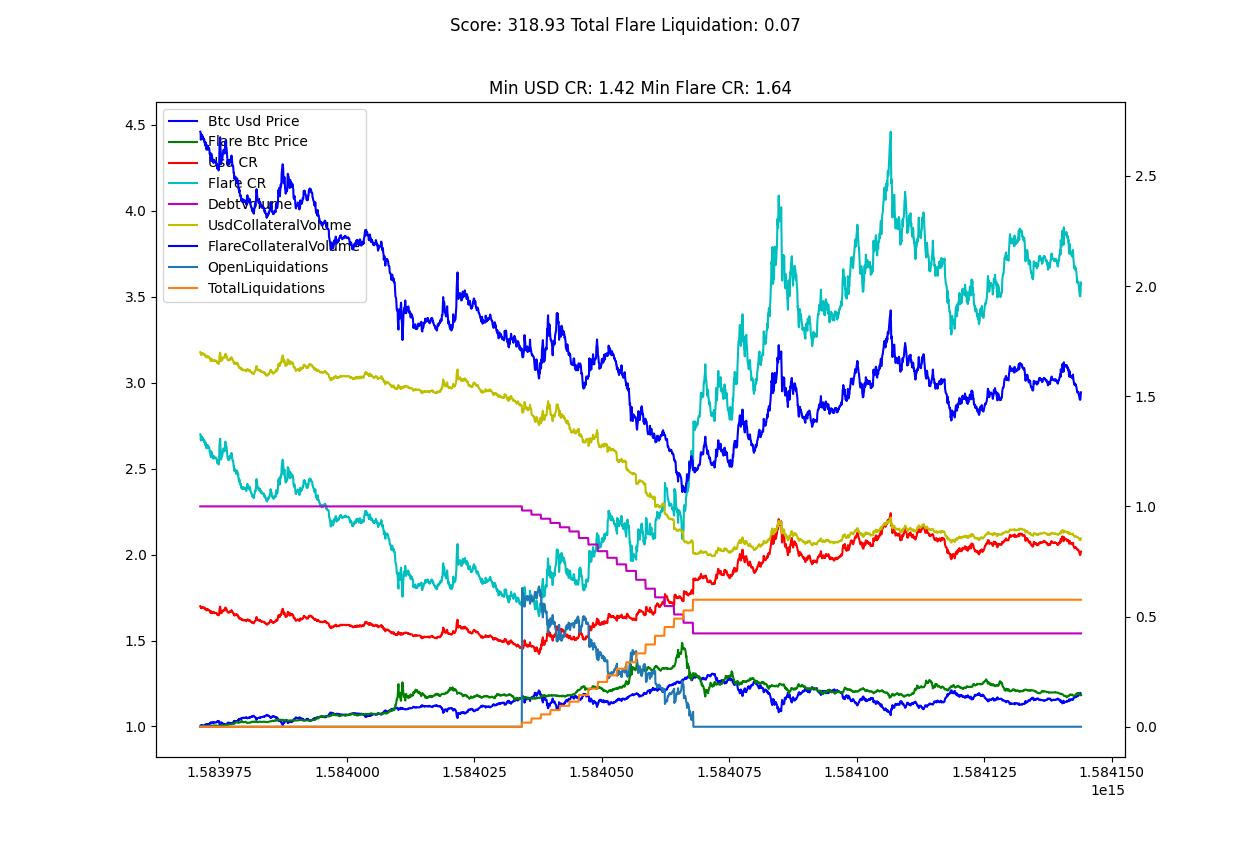 Score: 318.93 Total Flare Liquidation: 0.07
Min USD CR: 1.42 Min Flare CR: 1.64
Btc Usd Price
Flare Btc Price
Usd CR
Flare CR
DebtVolume
UsdCollateralVolume
FlareCollateralVolume
OpenLiquidations
TotalLiquidations
4.5
4.0
3.5
3.0
2.5
2.0
1.5
1.0
2.5
2.0
1.5
1.0
0.5
0.0
1.583975 1.584000 1.584025 1.584050 1.584075 1.584100 1.584125 1.584150
1e15